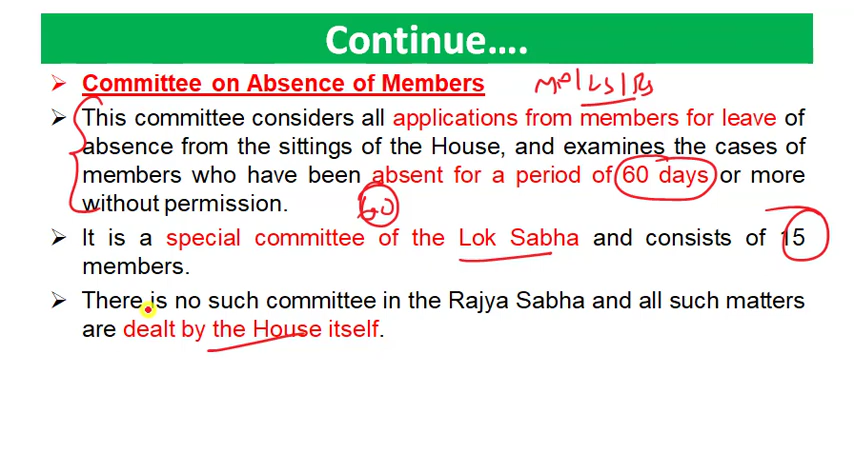 Continue....
➢ Committee on Absence of Members MP/LS/RS
➢ This committee considers all applications from members for leave of
absence from the sittings of the House, and examines the cases of
members who have been absent for a period of 60 days or more
without permission. 60
➢ It is a special committee of the Lok Sabha and consists of 15
members.
➢ There is no such committee in the Rajya Sabha and all such matters
are dealt by the House itself.